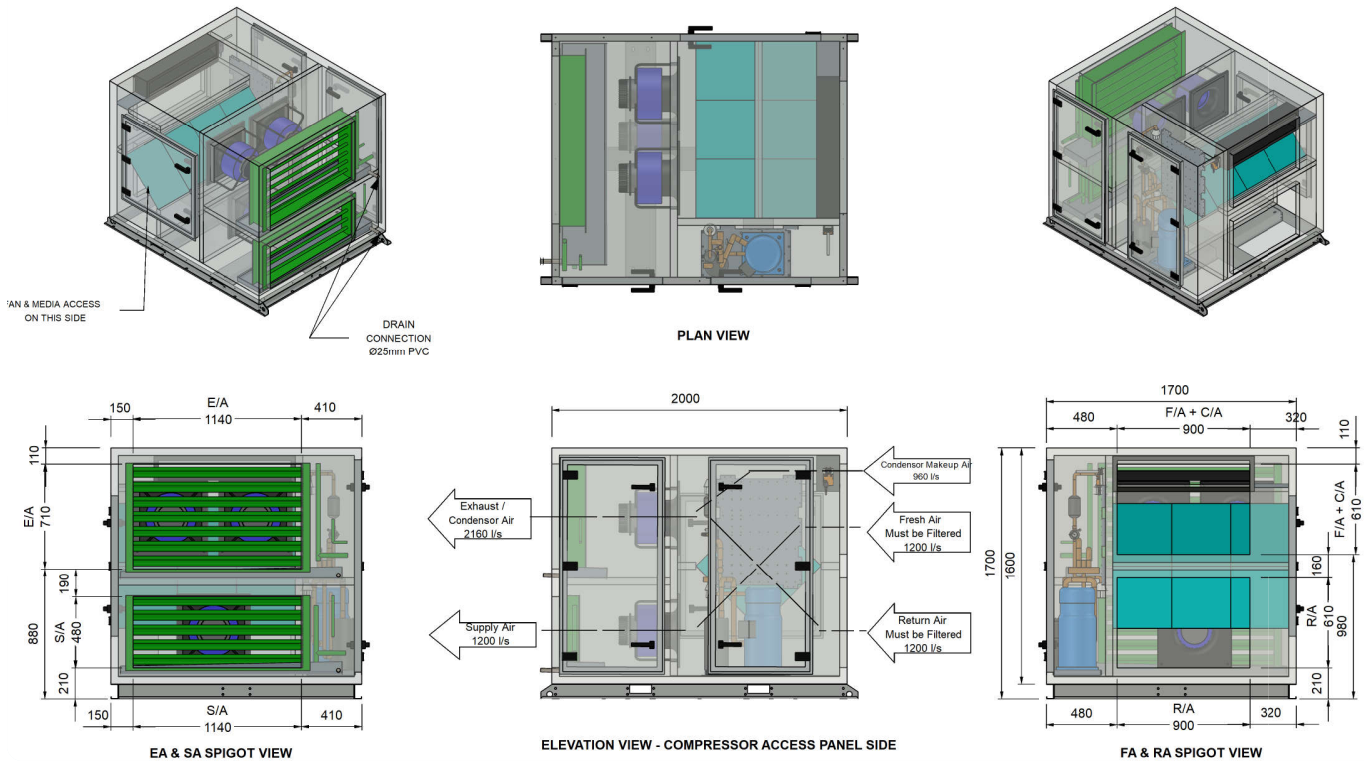 FAN & MEDIA ACCESS
ON THIS SIDE
DRAIN
CONNECTION
Ø25mm PVC
PLAN VIEW
E/A
150
1140
410
110
E/A
710
190
S/A
480
880
210
150
S/A
1140
410
EA & SA SPIGOT VIEW
2000
Condensor Makeup Air
960 l/s
Exhaust /
Condensor Air
2160 l/s
Fresh Air
Must be Filtered
1200 l/s
Supply Air
1200 l/s
Return Air
Must be Filtered
1200 l/s
ELEVATION VIEW - COMPRESSOR ACCESS PANEL SIDE
1700
480
F/A + C/A
900
320
110
F/A + C/A
610
160
R/A
610
980
210
1700
1600
480
R/A
900
320
FA & RA SPIGOT VIEW